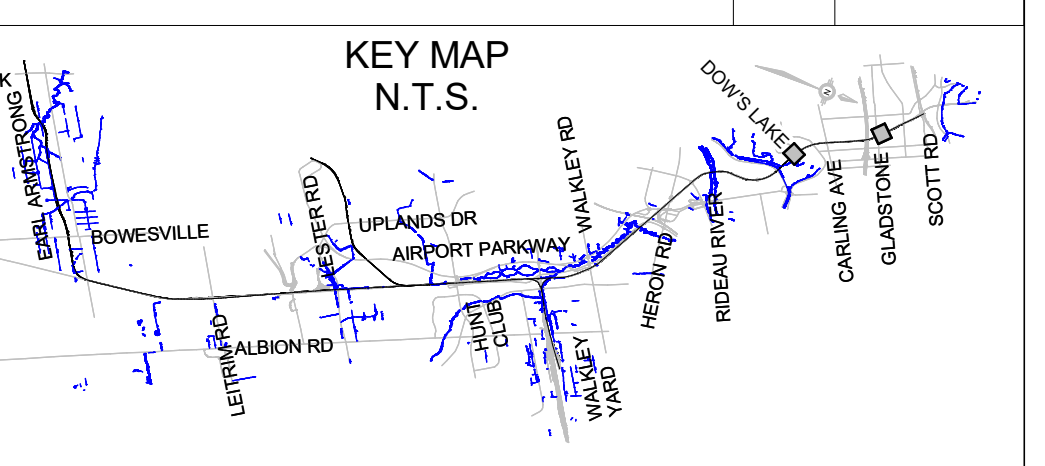 KEY MAP
N.T.S.
K
EARL ARMSTRONG
BOWESVILLE
LESTER RD
UPLANDS DR
AIRPORT PARKWAY
WALKLEY RD
DOW'S LAKE
N
HERON RD
RIDEAU RIVER
CARLING AVE
GLADSTONE
SCOTT RD
LEITRIM RD
ALBION RD
HUNT
CLUB
WALKLEY
YARD